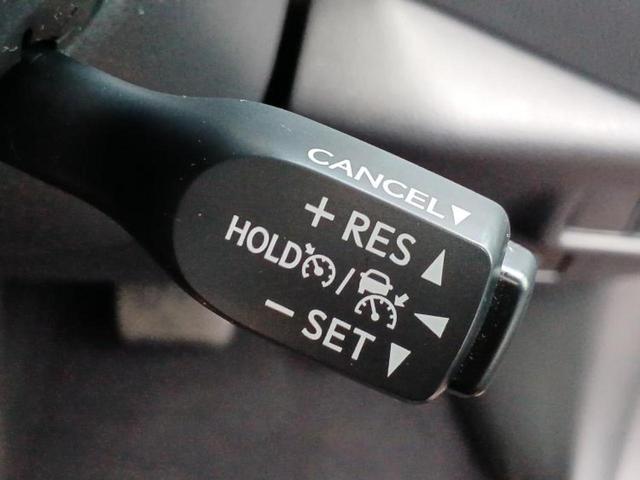 CANCEL▼
+ RES ▲
HOLD / ◀
− SET ▼